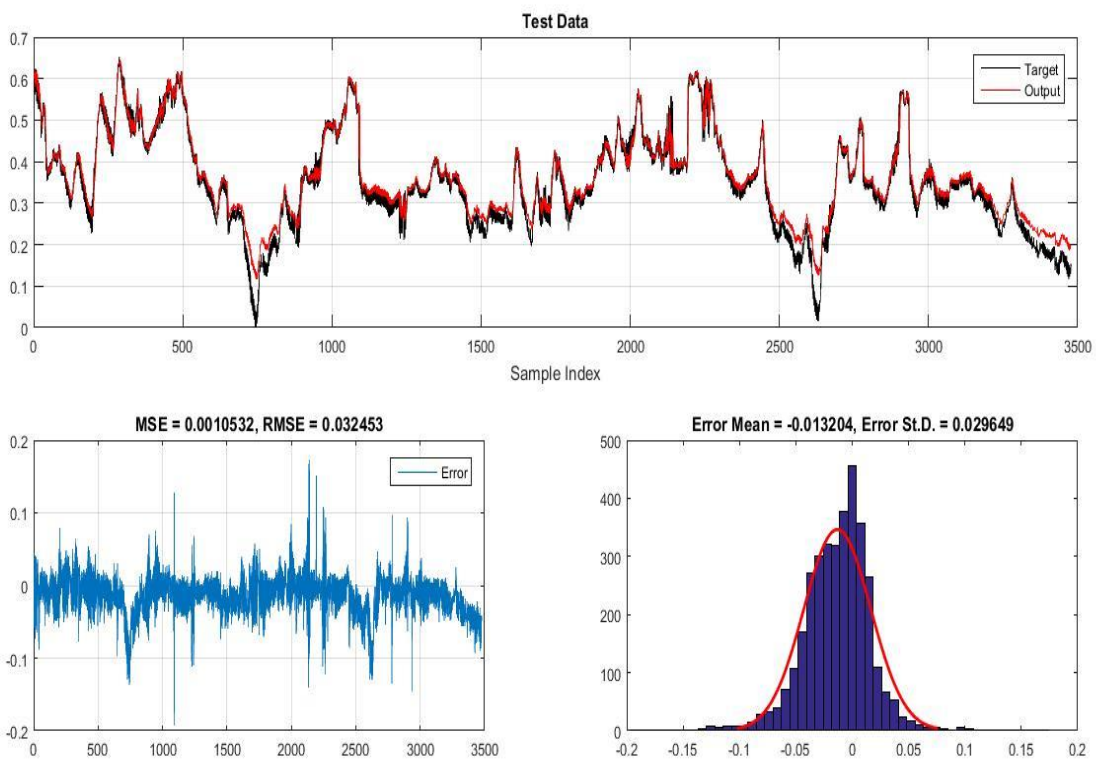 Test Data
0.7
0.6
0.5
0.4
0.3
0.2
0.1
0
Target
Output
0 500 1000 1500 2000 2500 3000 3500
Sample Index
MSE = 0.0010532, RMSE = 0.032453
0.2
0.1
0
-0.1
-0.2
Error
0 500 1000 1500 2000 2500 3000 3500
Error Mean = -0.013204, Error St.D. = 0.029649
500
400
300
200
100
0
-0.2 -0.15 -0.1 -0.05 0 0.05 0.1 0.15 0.2